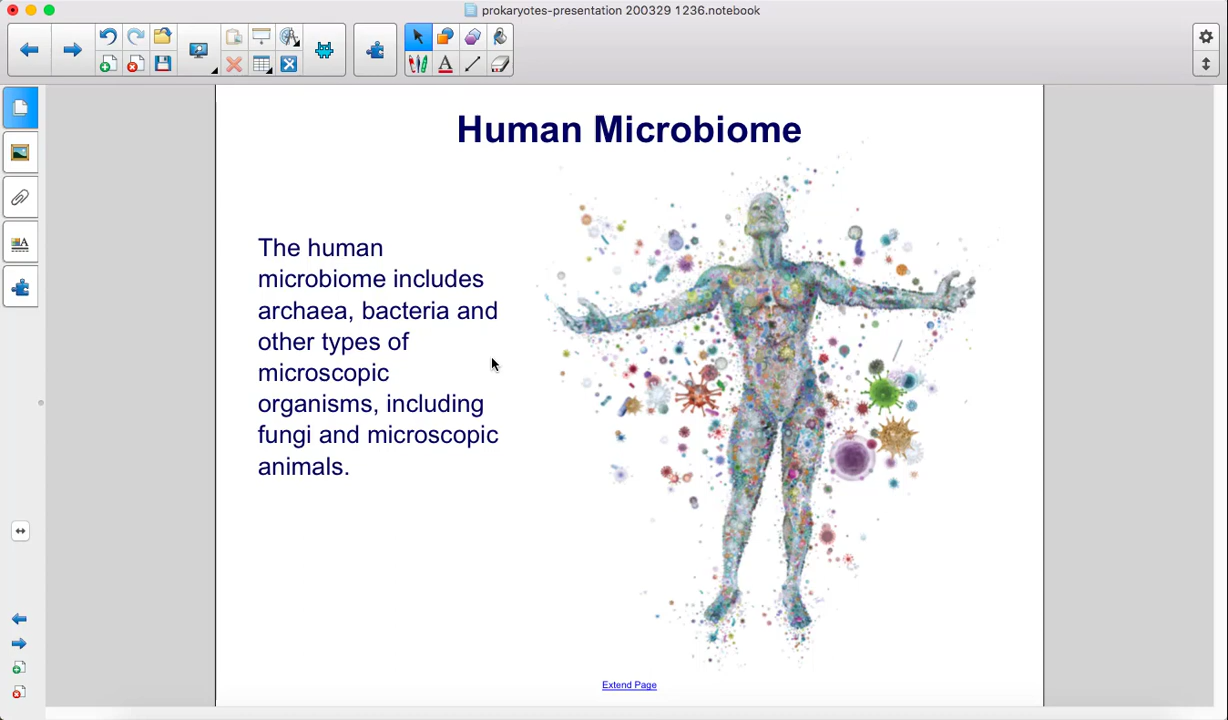 prokaryotes-presentation 200329 1236.notebook
Human Microbiome
The human
microbiome includes
archaea, bacteria and
other types of
microscopic
organisms, including
fungi and microscopic
animals.
Extend Page